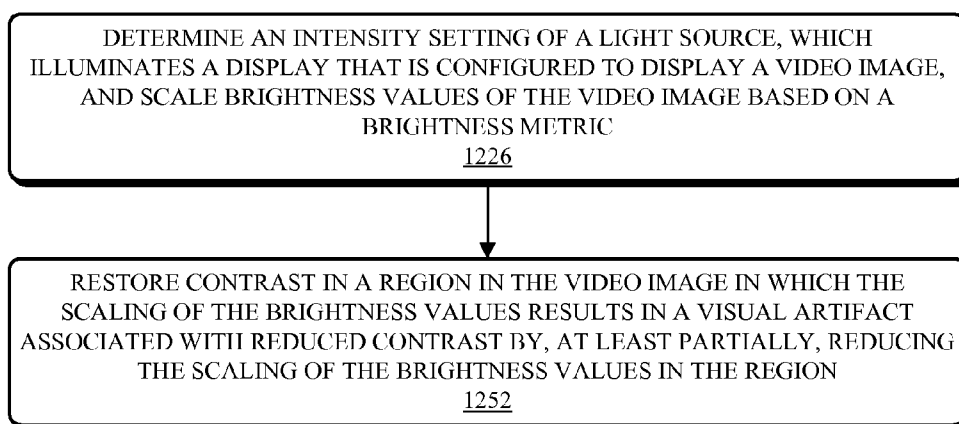 DETERMINE AN INTENSITY SETTING OF A LIGHT SOURCE, WHICH
ILLUMINATES A DISPLAY THAT IS CONFIGURED TO DISPLAY A VIDEO IMAGE,
AND SCALE BRIGHTNESS VALUES OF THE VIDEO IMAGE BASED ON A
BRIGHTNESS METRIC
1226
RESTORE CONTRAST IN A REGION IN THE VIDEO IMAGE IN WHICH THE
SCALING OF THE BRIGHTNESS VALUES RESULTS IN A VISUAL ARTIFACT
ASSOCIATED WITH REDUCED CONTRAST BY, AT LEAST PARTIALLY, REDUCING
THE SCALING OF THE BRIGHTNESS VALUES IN THE REGION
1252